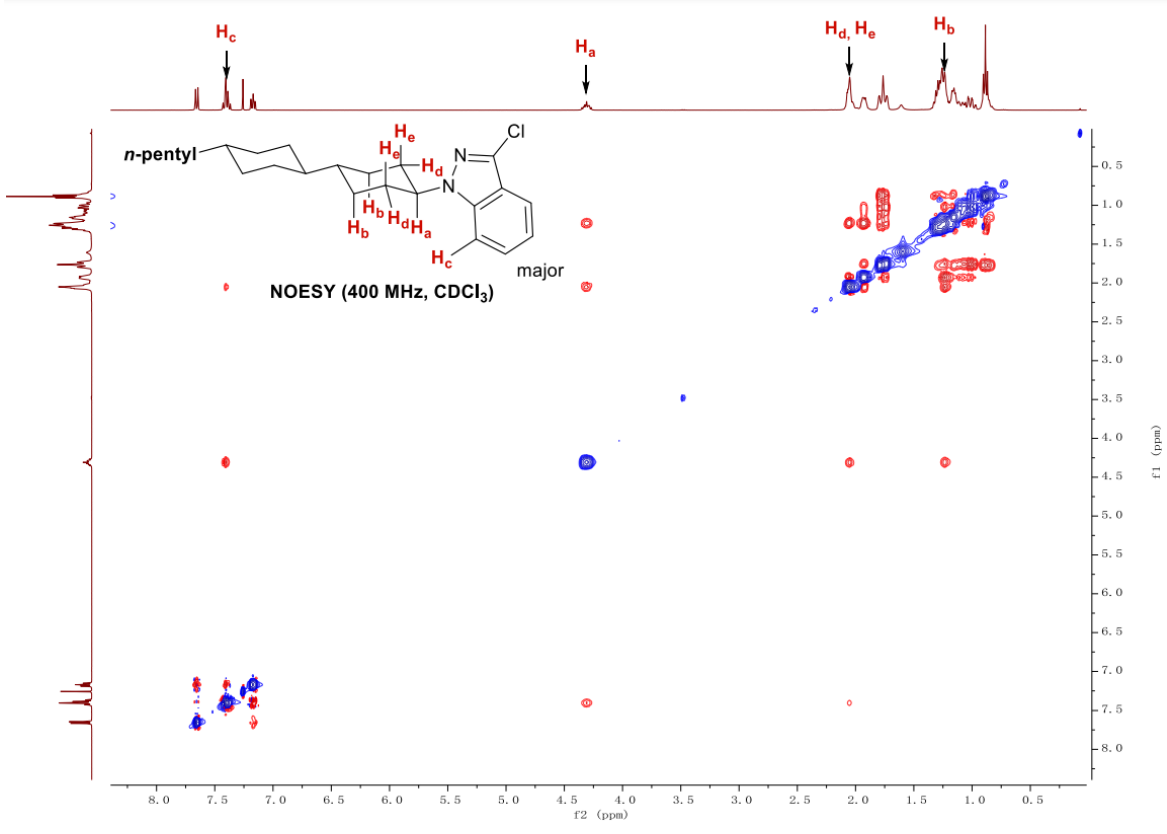 Hc
Ha
Hd, He
Hb
He
Cl
n-pentyl
He
Hd
N
N
Hb
Hd
Hb
Ha
Hc
major
NOESY (400 MHz, CDCl3)
0.5
1.0
1.5
2.0
2.5
3.0
3.5
4.0
4.5
5.0
5.5
6.0
6.5
7.0
7.5
8.0
f1 (ppm)
8.0 7.5 7.0 6.5 6.0 5.5 5.0 4.5 4.0 3.5 3.0 2.5 2.0 1.5 1.0 0.5
f2 (ppm)